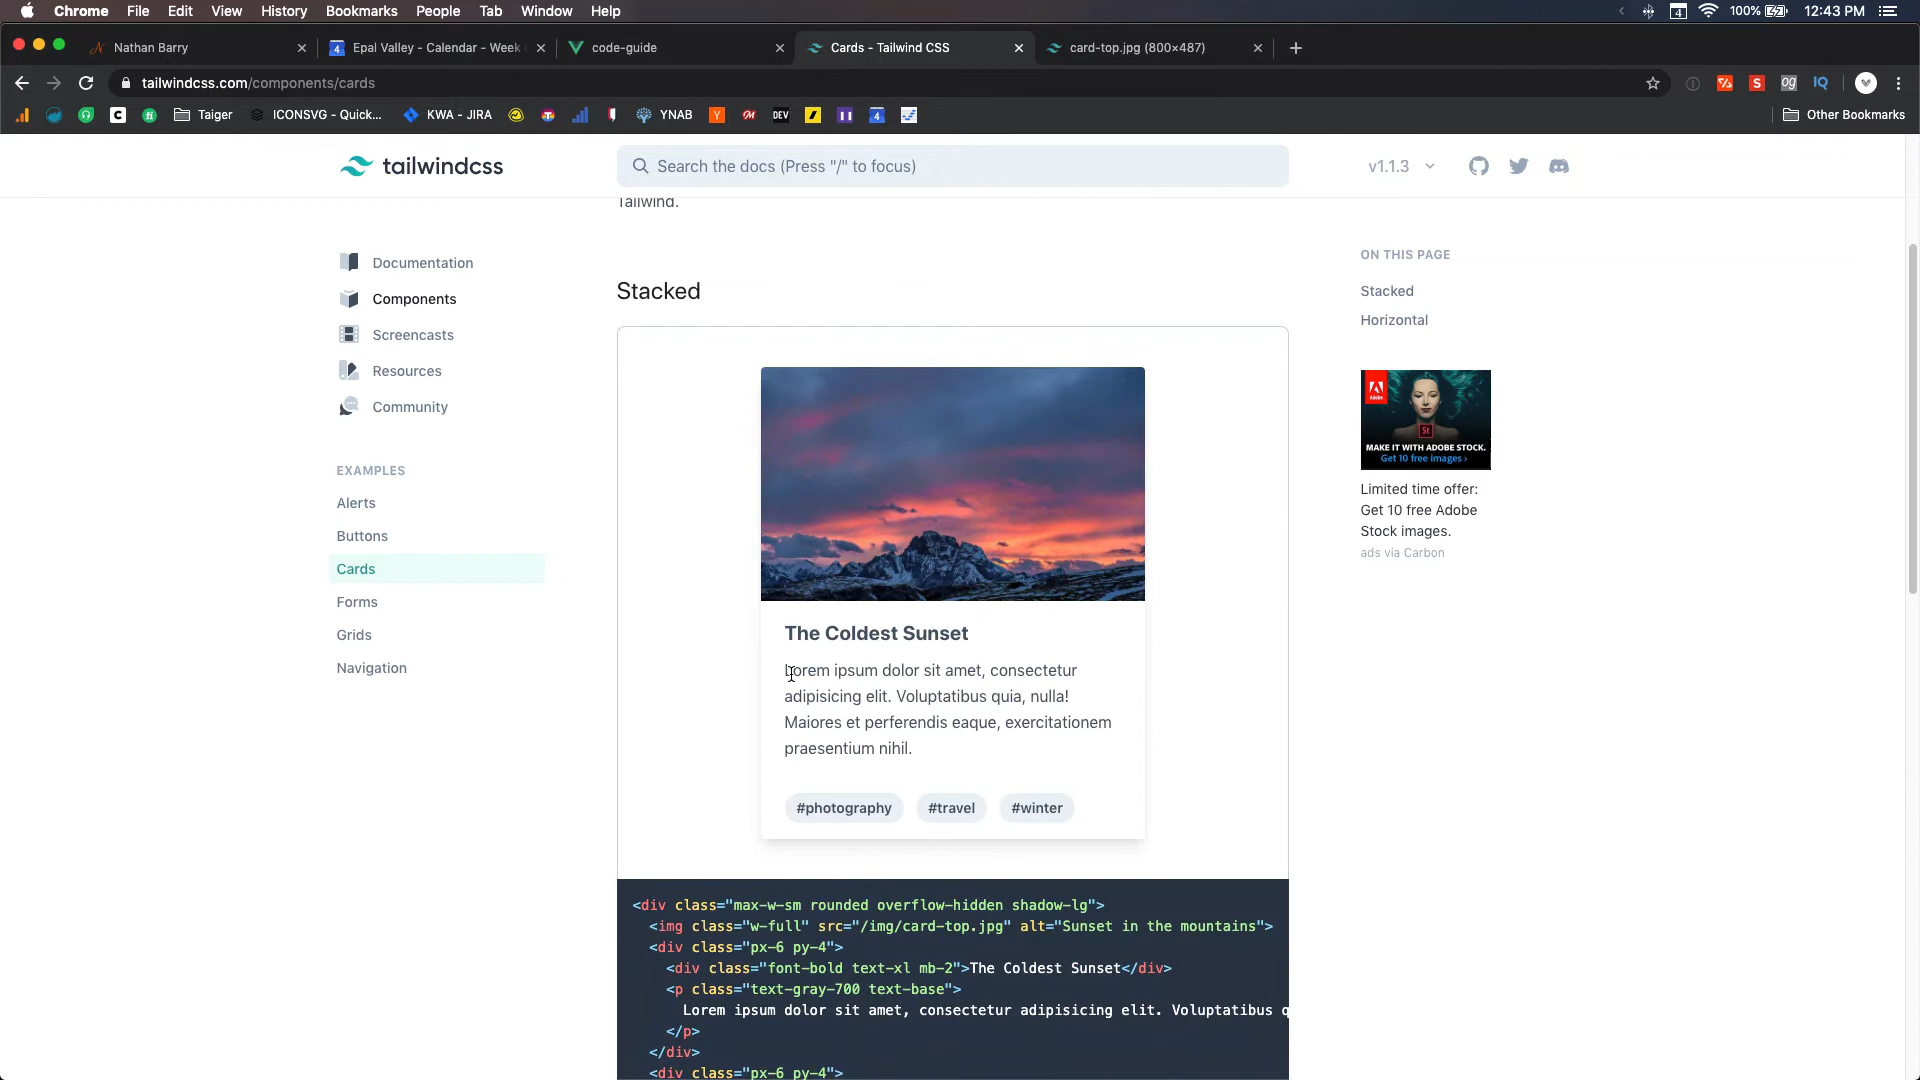 Chrome File Edit View History Bookmarks People Tab Window Help
4 100% 12:43 PM
Nathan Barry
4 Epal Valley - Calendar - Week
code-guide
Cards - Tailwind CSS
card-top.jpg (800×487)
tailwindcss.com/components/cards
S og IQ
Taiger ICONSVG - Quick... KWA - JIRA YNAB DEV 4 Other Bookmarks
tailwindcss
Search the docs (Press "/" to focus)
v1.1.3
Tailwind.
Documentation
Components
Screencasts
Resources
Community
EXAMPLES
Alerts
Buttons
Cards
Forms
Grids
Navigation
Stacked
The Coldest Sunset
Lorem ipsum dolor sit amet, consectetur
adipisicing elit. Voluptatibus quia, nulla!
Maiores et perferendis eaque, exercitationem
praesentium nihil.
#photography #travel #winter
<div class="max-w-sm rounded overflow-hidden shadow-lg">
<img class="w-full" src="/img/card-top.jpg" alt="Sunset in the mountains">
<div class="px-6 py-4">
<div class="font-bold text-xl mb-2">The Coldest Sunset</div>
<p class="text-gray-700 text-base">
Lorem ipsum dolor sit amet, consectetur adipisicing elit. Voluptatibus q
</p>
</div>
<div class="px-6 py-4">
ON THIS PAGE
Stacked
Horizontal
Adobe
St
MAKE IT WITH ADOBE STOCK.
Get 10 free images ›
Limited time offer:
Get 10 free Adobe
Stock images.
ads via Carbon